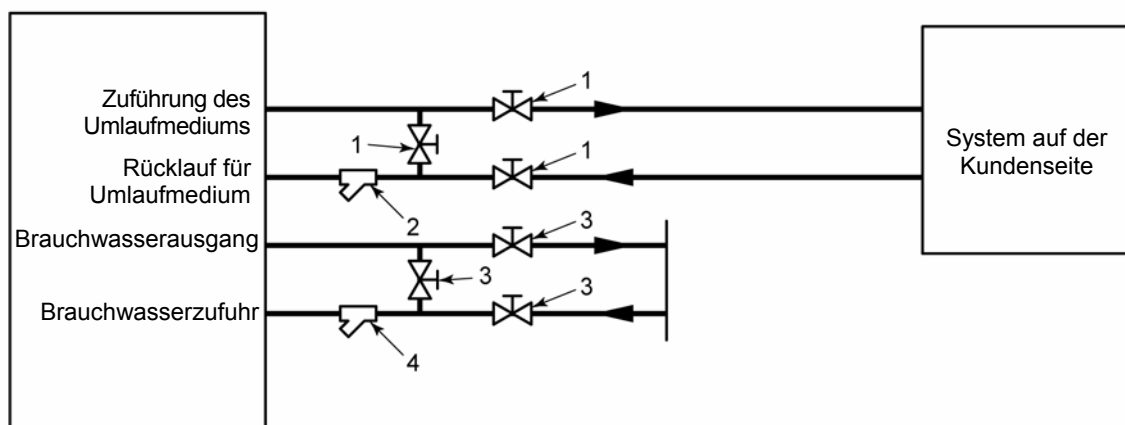 Zuführung des
Umlaufmediums
1
System auf der
Kundenseite
1
Rücklauf für
Umlaufmedium
1
2
Brauchwasserausgang
3
3
Brauchwasserzufuhr
3
4